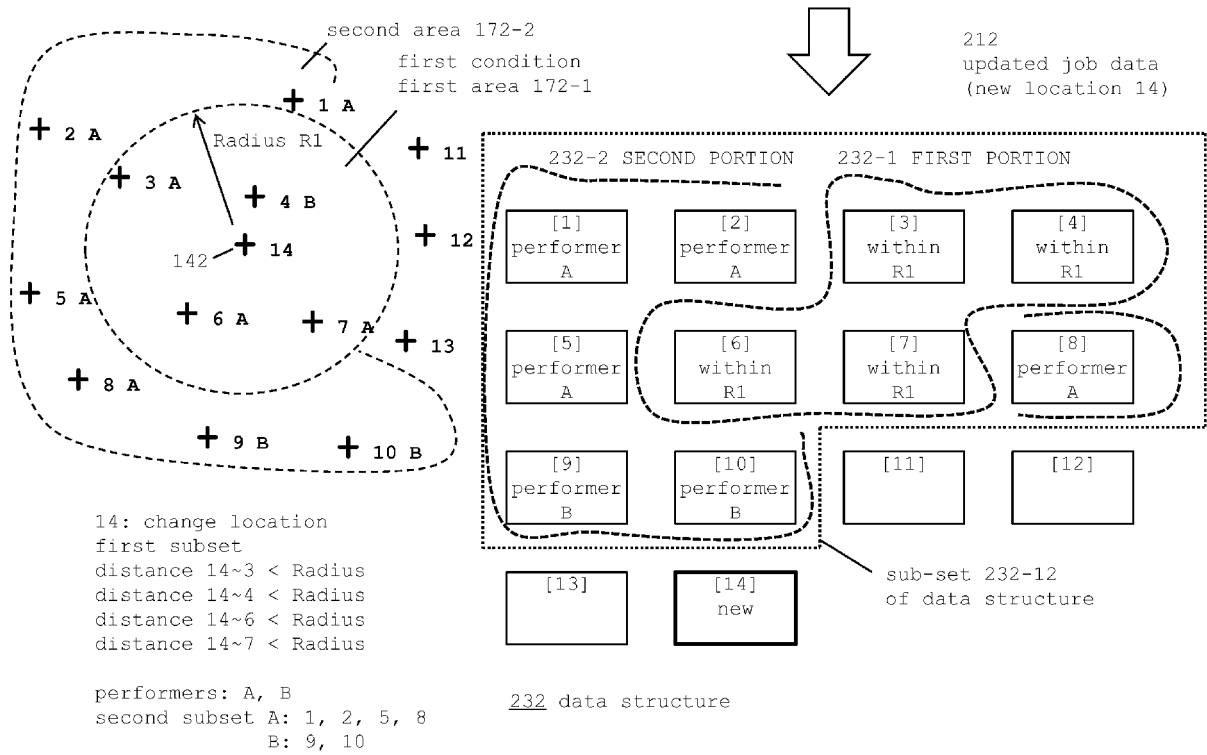 second area 172-2
first condition
first area 172-1
1 A
2 A
Radius R1
3 A
4 B
11
142
14
12
5 A
6 A
7 A
13
8 A
9 B
10 B
14: change location
first subset
distance 14~3 < Radius
distance 14~4 < Radius
distance 14~6 < Radius
distance 14~7 < Radius
performers: A, B
second subset A: 1, 2, 5, 8
B: 9, 10
212
updated job data
(new location 14)
232-2 SECOND PORTION
232-1 FIRST PORTION
[1]
performer
A
[2]
performer
A
[3]
within
R1
[4]
within
R1
[5]
performer
A
[6]
within
R1
[7]
within
R1
[8]
performer
A
[9]
performer
B
[10]
performer
B
[11]
[12]
[13]
[14]
new
sub-set 232-12
of data structure
232 data structure